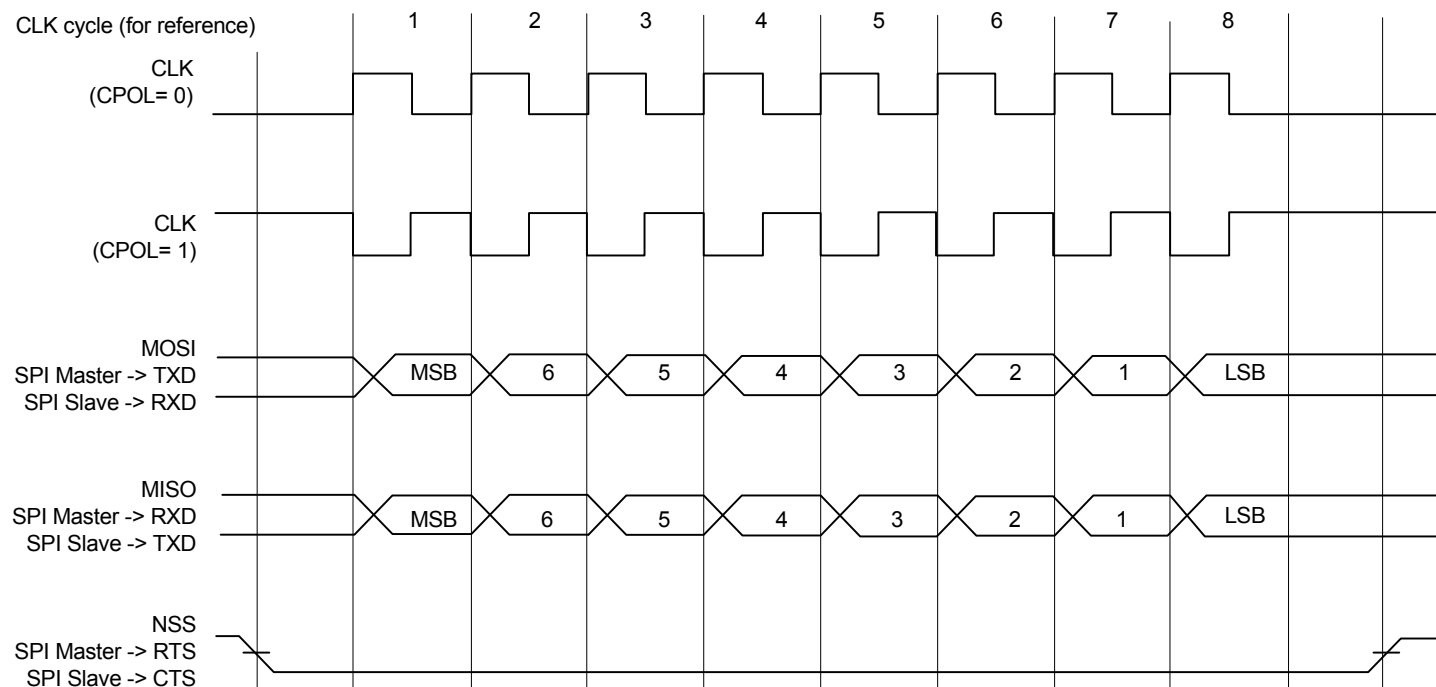 CLK cycle (for reference) 1 2 3 4 5 6 7 8
CLK
(CPOL= 0)
CLK
(CPOL= 1)
MOSI
SPI Master -> TXD
SPI Slave -> RXD
MSB 6 5 4 3 2 1 LSB
MISO
SPI Master -> RXD
SPI Slave -> TXD
MSB 6 5 4 3 2 1 LSB
NSS
SPI Master -> RTS
SPI Slave -> CTS